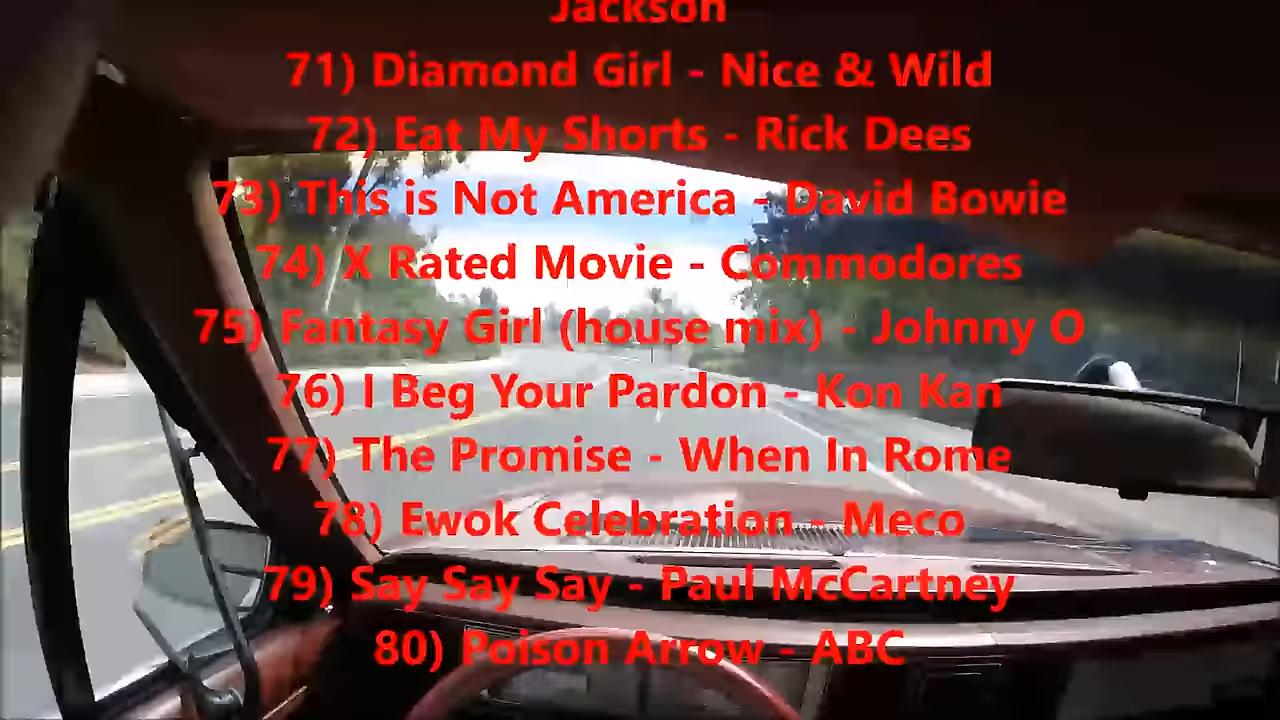 Jackson
71) Diamond Girl - Nice & Wild
72) Eat My Shorts - Rick Dees
73) This is Not America - David Bowie
74) X Rated Movie - Commodores
75) Fantasy Girl (house mix) - Johnny O
76) I Beg Your Pardon - Kon Kan
77) The Promise - When In Rome
78) Ewok Celebration - Meco
79) Say Say Say - Paul McCartney
80) Poison Arrow - ABC